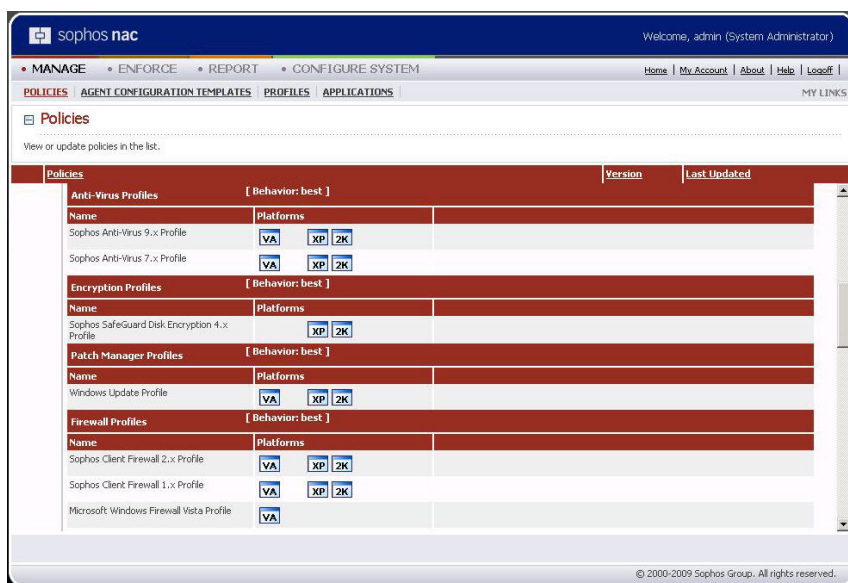 sophos nac
Welcome, admin (System Administrator)
• MANAGE • ENFORCE • REPORT • CONFIGURE SYSTEM
Home | My Account | About | Help | Logoff |
POLICIES | AGENT CONFIGURATION TEMPLATES | PROFILES | APPLICATIONS |
MY LINKS
Policies
View or update policies in the list.
Policies Version Last Updated
Anti-Virus Profiles [ Behavior: best ]
Name Platforms
Sophos Anti-Virus 9.x Profile VA XP 2K
Sophos Anti-Virus 7.x Profile VA XP 2K
Encryption Profiles [ Behavior: best ]
Name Platforms
Sophos SafeGuard Disk Encryption 4.x
Profile XP 2K
Patch Manager Profiles [ Behavior: best ]
Name Platforms
Windows Update Profile VA XP 2K
Firewall Profiles [ Behavior: best ]
Name Platforms
Sophos Client Firewall 2.x Profile VA XP 2K
Sophos Client Firewall 1.x Profile VA XP 2K
Microsoft Windows Firewall Vista Profile VA
© 2000-2009 Sophos Group. All rights reserved.